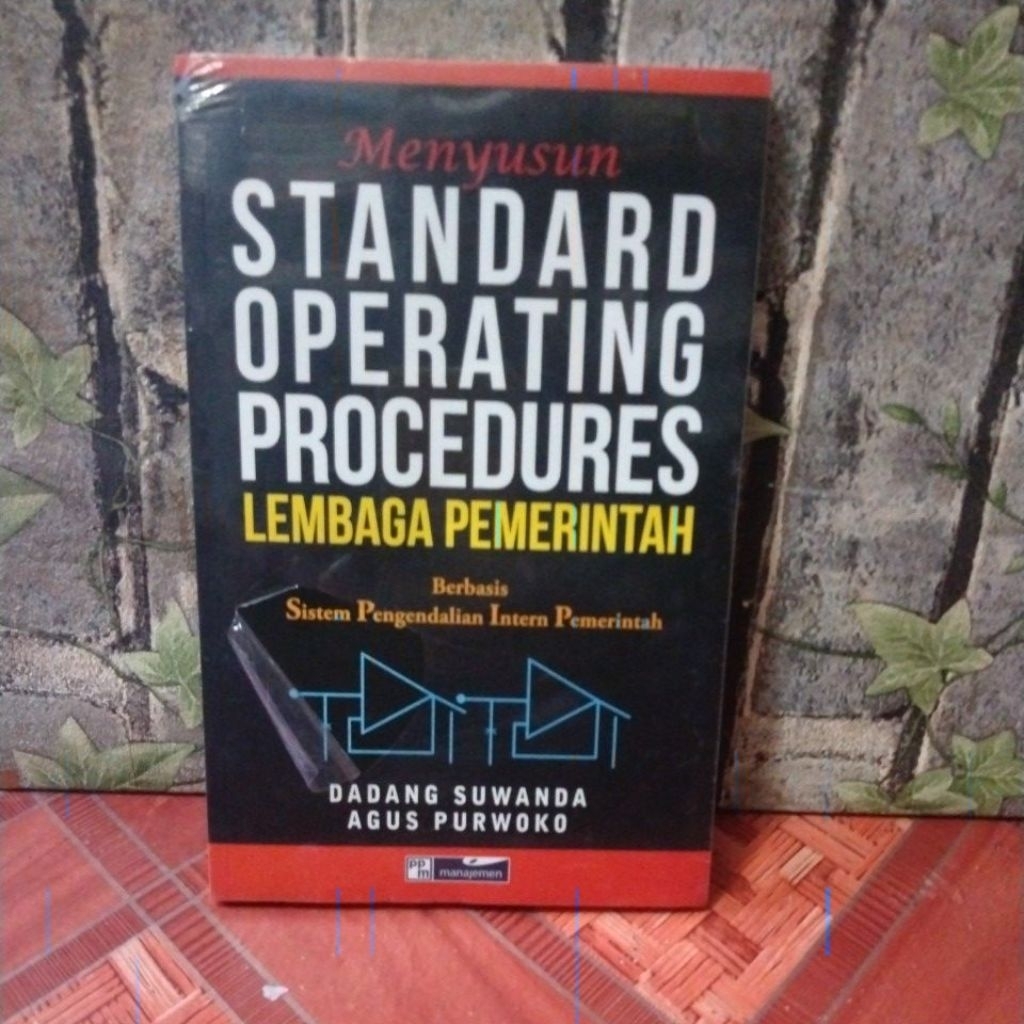 Menyusun
STANDARD
OPERATING
PROCEDURES
LEMBAGA PEMERINTAH
Berbasis
Sistem Pengendalian Intern Pemerintah
DADANG SUWANDA
AGUS PURWOKO
ppm manajemen